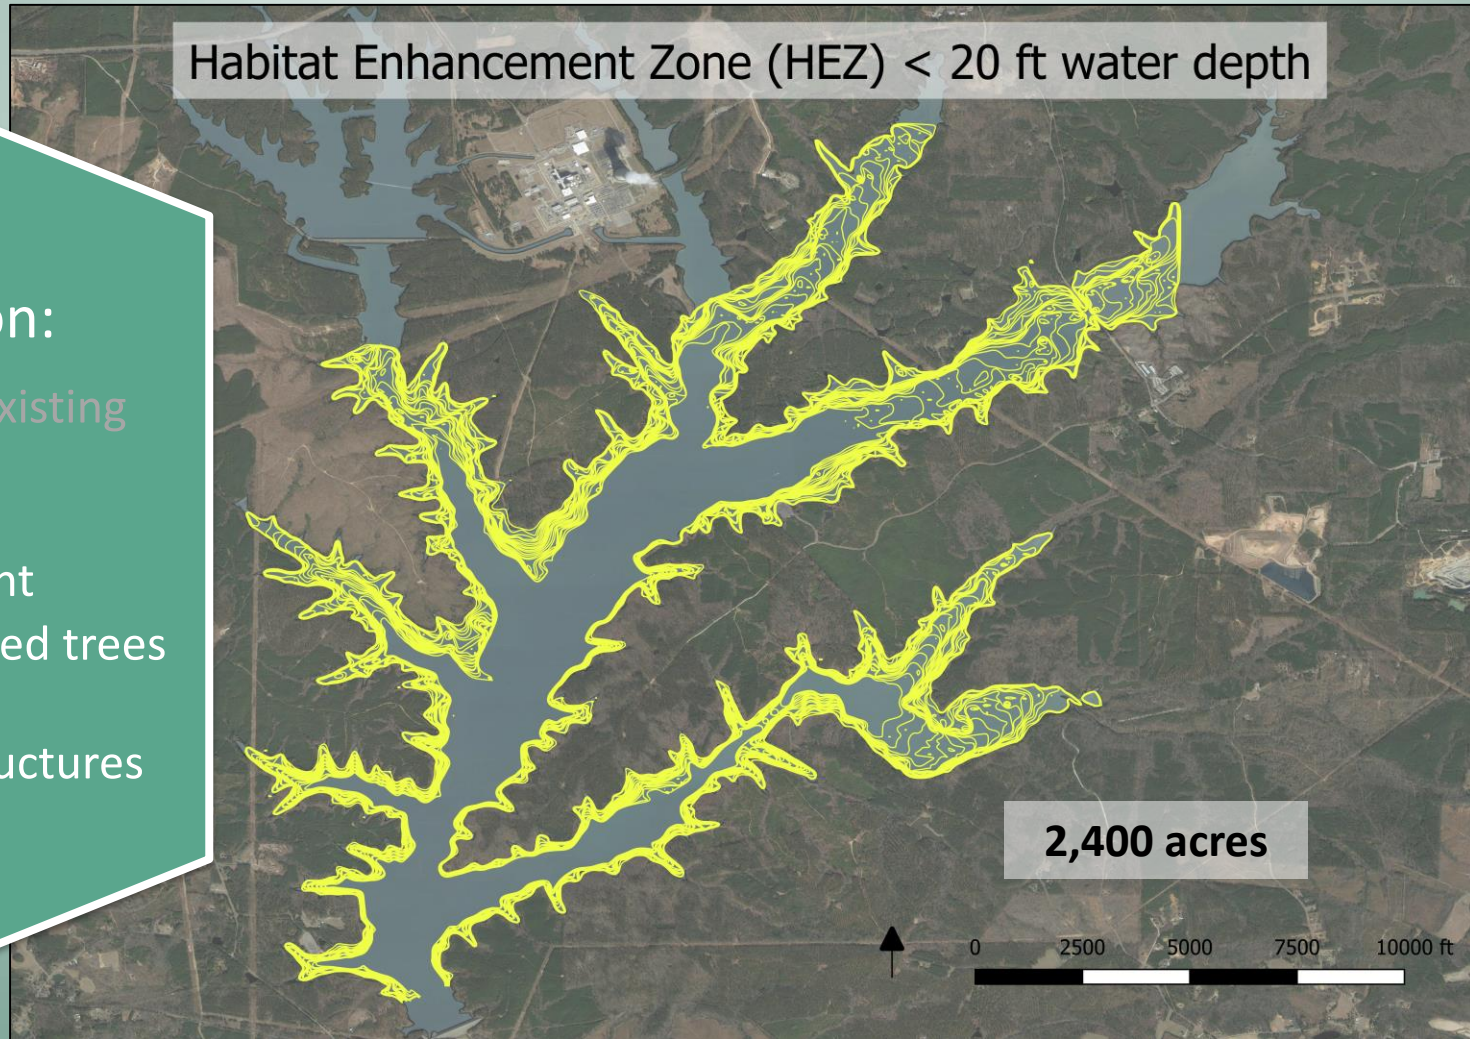 Habitat Enhancement Zone (HEZ) < 20 ft water depth
on:
xisting
nt
ed trees
uctures
2,400 acres
0 2500 5000 7500 10000 ft